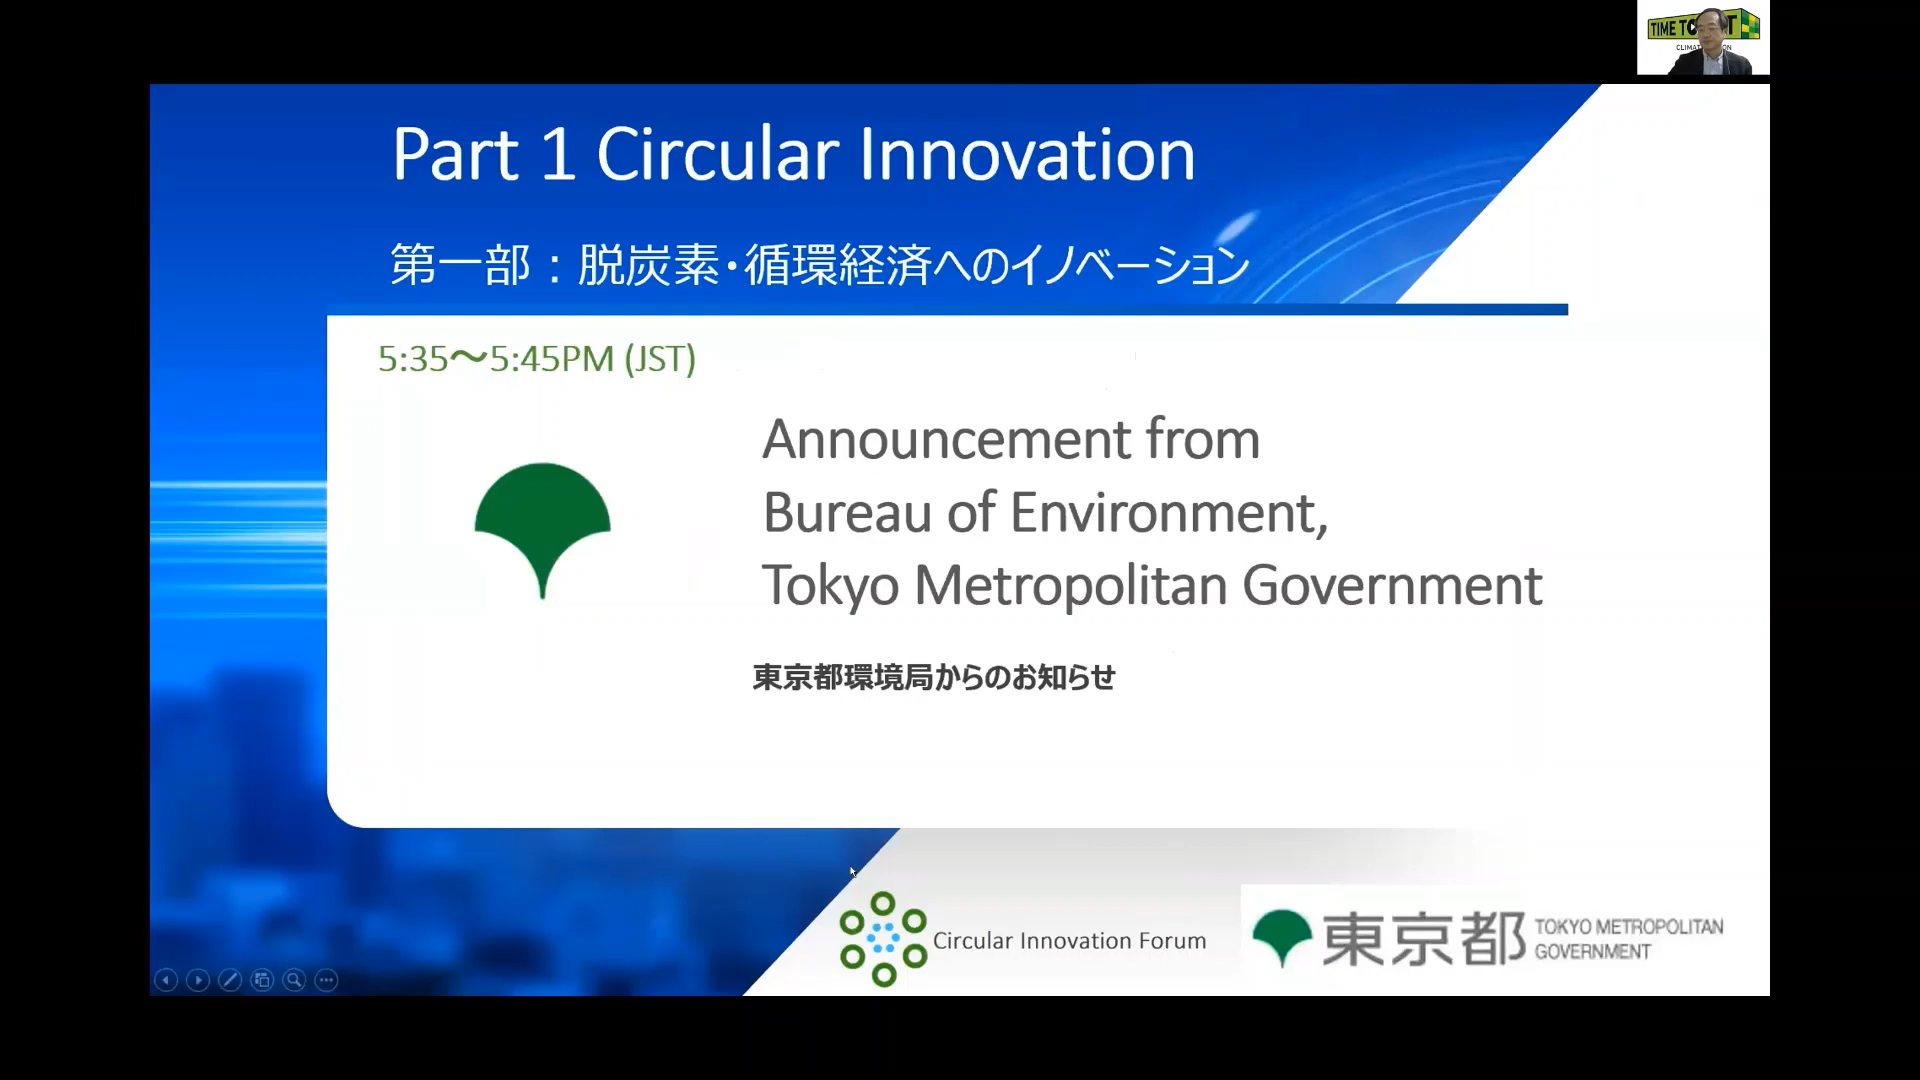 TIME TO
Part 1 Circular Innovation
第一部：脱炭素・循環経済へのイノベーション
5:35～5:45PM (JST)
Announcement from
Bureau of Environment,
Tokyo Metropolitan Government
東京都環境局からのお知らせ
Circular Innovation Forum
東京都
TOKYO METROPOLITAN
GOVERNMENT